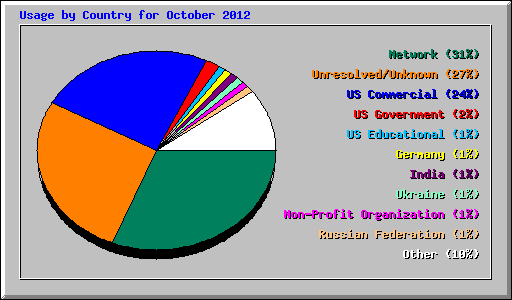 Usage by Country for October 2012
Network (31%)
Unresolved/Unknown (27%)
US Commercial (24%)
US Government (2%)
US Educational (1%)
Germany (1%)
India (1%)
Ukraine (1%)
Non-Profit Organization (1%)
Russian Federation (1%)
Other (10%)